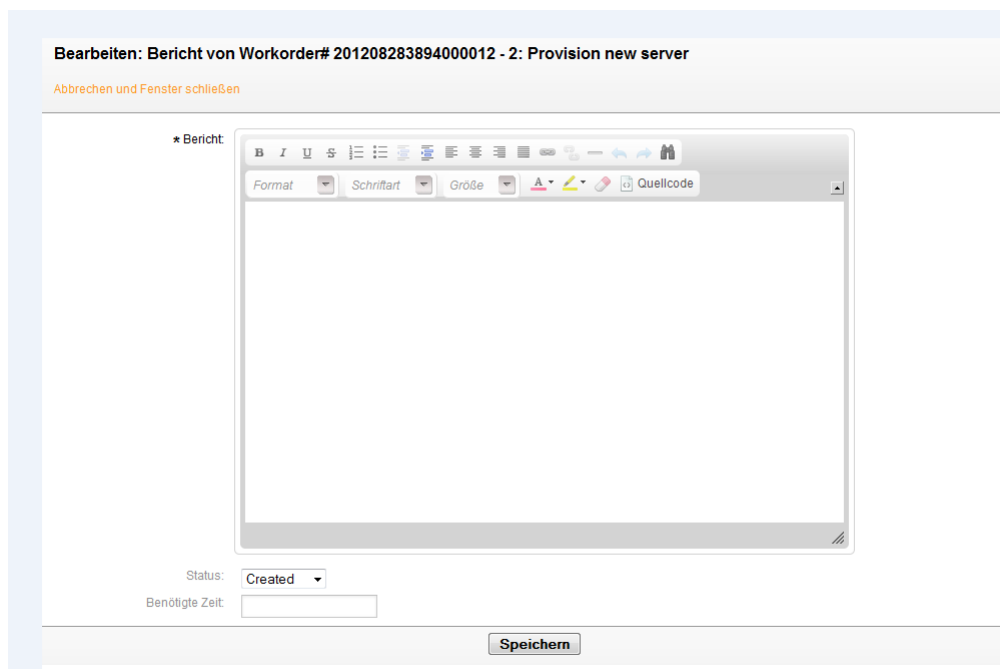 Bearbeiten: Bericht von Workorder# 201208283894000012 - 2: Provision new server
Abbrechen und Fenster schließen
* Bericht:
B I U S
Format Schriftart Größe A Quellcode
Status: Created
Benötigte Zeit:
Speichern